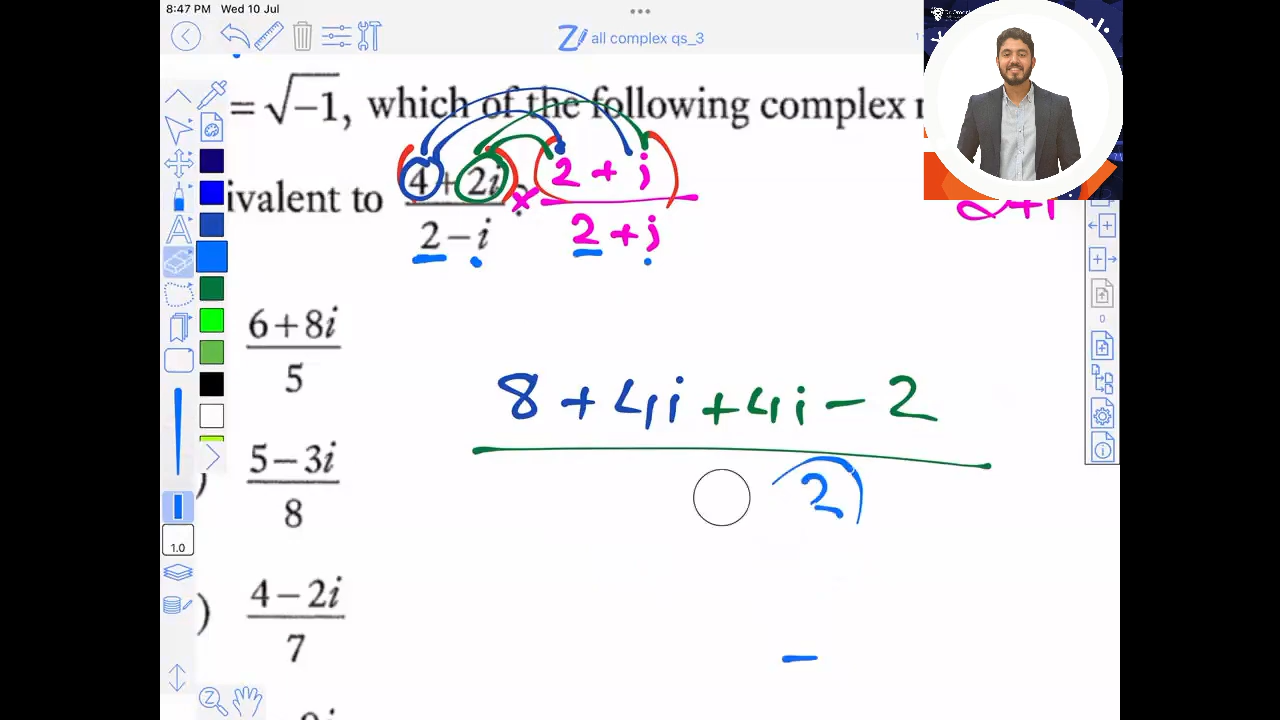 8:47 PM Wed 10 Jul
all complex qs_3
= √−1, which of the following complex
ivalent to (4 + 2i)/(2 − i) × (2 + i)/(2 + i)
2+i
(6+8i)/5
(8 + 4i + 4i − 2)/2
(5−3i)/8
) (4−2i)/7
1.0
0